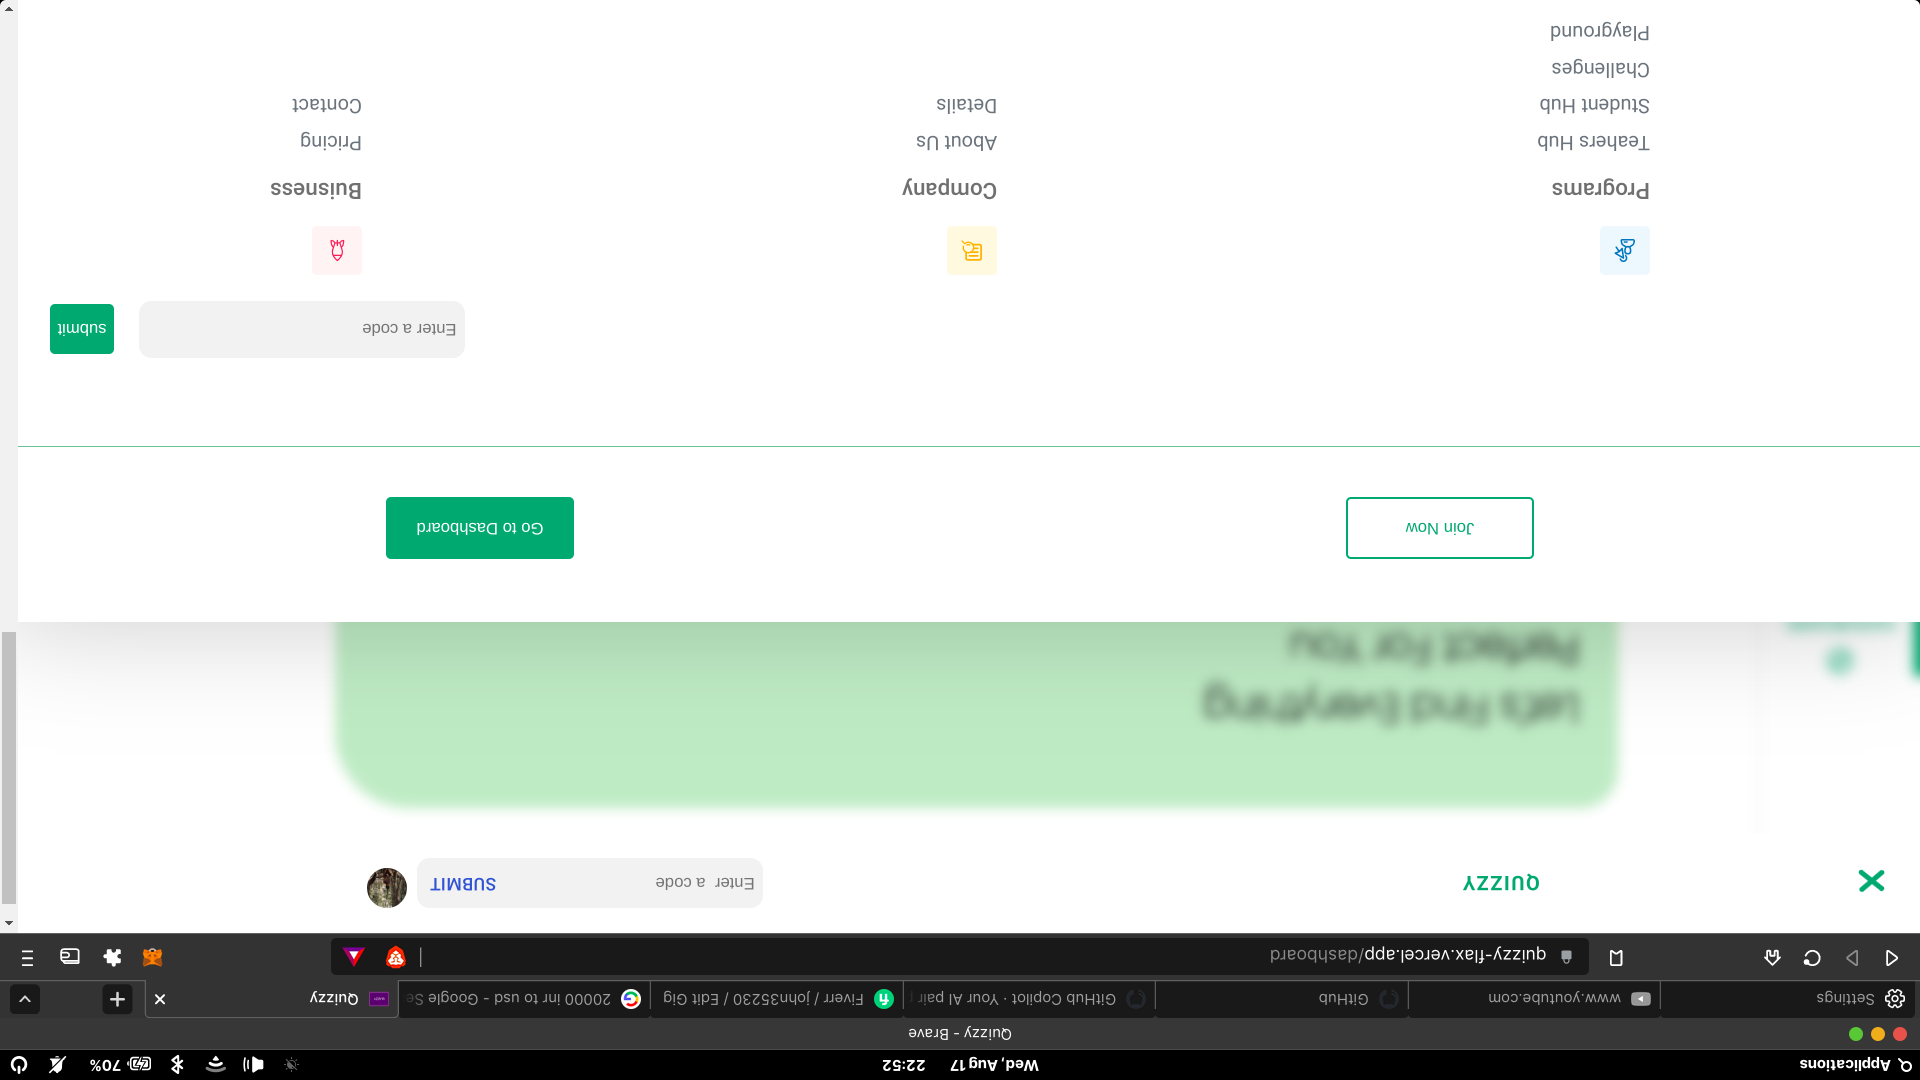 Applications
Wed, Aug 17 22:52
70%
Quizzy - Brave
Settings
www.youtube.com
GitHub
GitHub Copilot · Your AI pair
Fiverr / john35230 / Edit Gig
20000 inr to usd - Google Se
Quizzy
quizzy-flax.vercel.app/dashboard
QUIZZY
Enter a code
SUBMIT
Let's Find Everything
Perfect For You
Join Now
Go to Dashboard
Enter a code
submit
Programs
Teahers Hub
Student Hub
Challenges
Playground
Company
About Us
Details
Buisness
Pricing
Contact